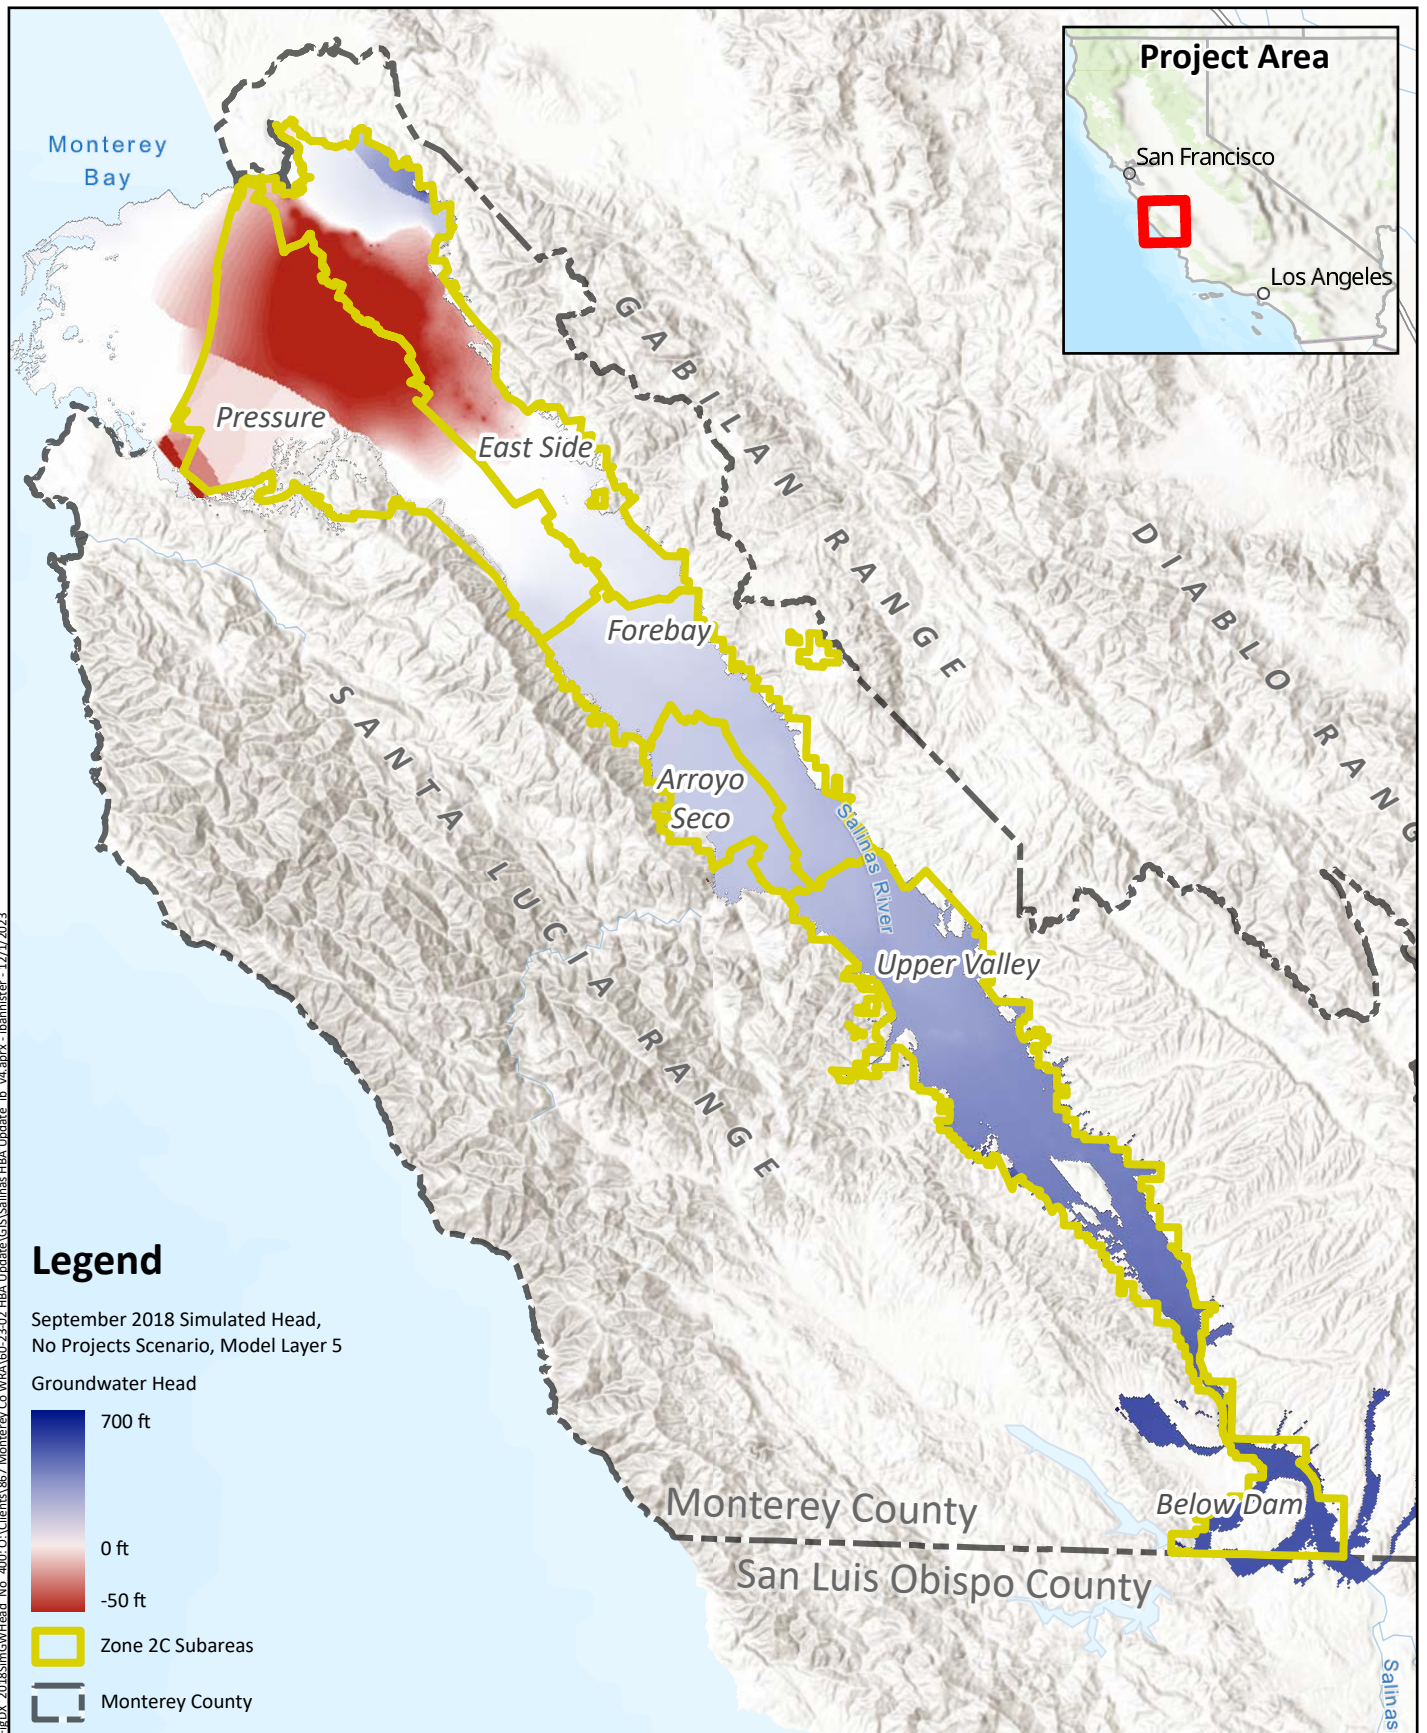 Project Area
San Francisco
Los Angeles
Monterey
Bay
GABILAN RANGE
DIABLO RANG
Pressure
East Side
Forebay
SANTA LUCIA RANGE
Arroyo
Seco
Salinas River
Upper Valley
Below Dam
Monterey County
San Luis Obispo County
Salinas
Legend
September 2018 Simulated Head,
No Projects Scenario, Model Layer 5
Groundwater Head
700 ft
0 ft
-50 ft
Zone 2C Subareas
Monterey County